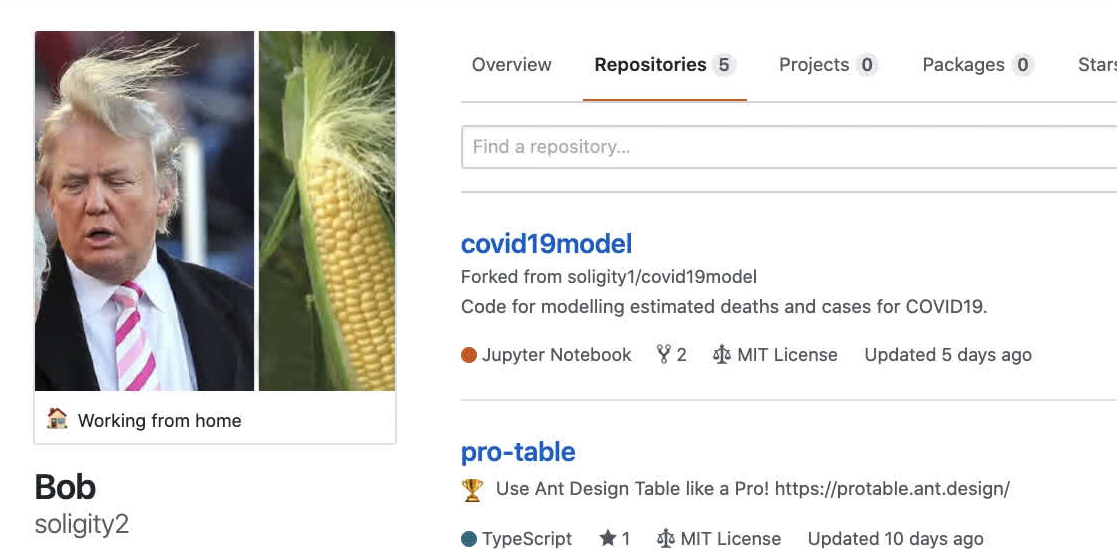 Overview Repositories 5 Projects 0 Packages 0 Stars
Find a repository...
covid19model
Forked from soligity1/covid19model
Code for modelling estimated deaths and cases for COVID19.
Jupyter Notebook 2 MIT License Updated 5 days ago
Working from home
pro-table
Use Ant Design Table like a Pro! https://protable.ant.design/
Bob
soligity2
TypeScript 1 MIT License Updated 10 days ago